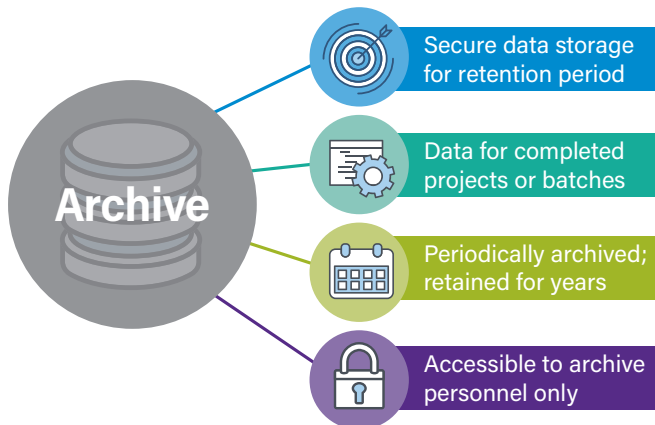 Archive
Secure data storage
for retention period
Data for completed
projects or batches
Periodically archived;
retained for years
Accessible to archive
personnel only